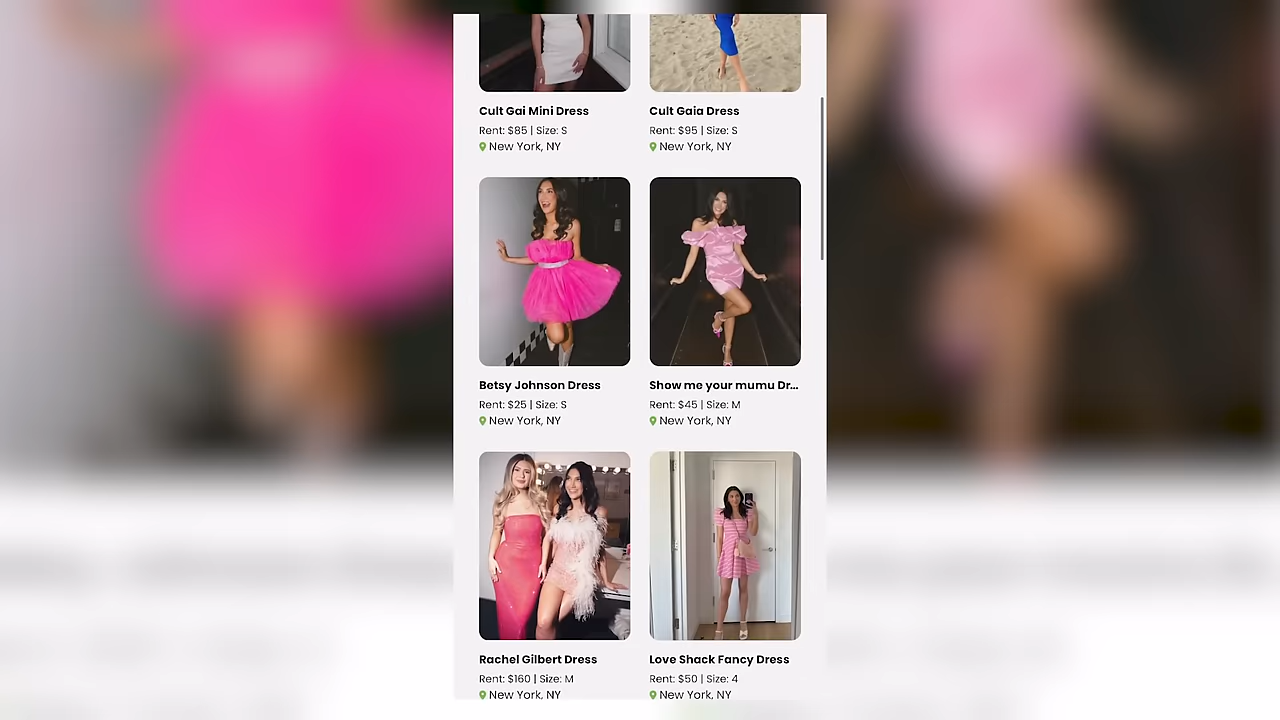 Cult Gai Mini Dress
Rent: $85 | Size: S
New York, NY
Cult Gaia Dress
Rent: $95 | Size: S
New York, NY
Betsy Johnson Dress
Rent: $25 | Size: S
New York, NY
Show me your mumu Dr...
Rent: $45 | Size: M
New York, NY
Rachel Gilbert Dress
Rent: $160 | Size: M
New York, NY
Love Shack Fancy Dress
Rent: $50 | Size: 4
New York, NY